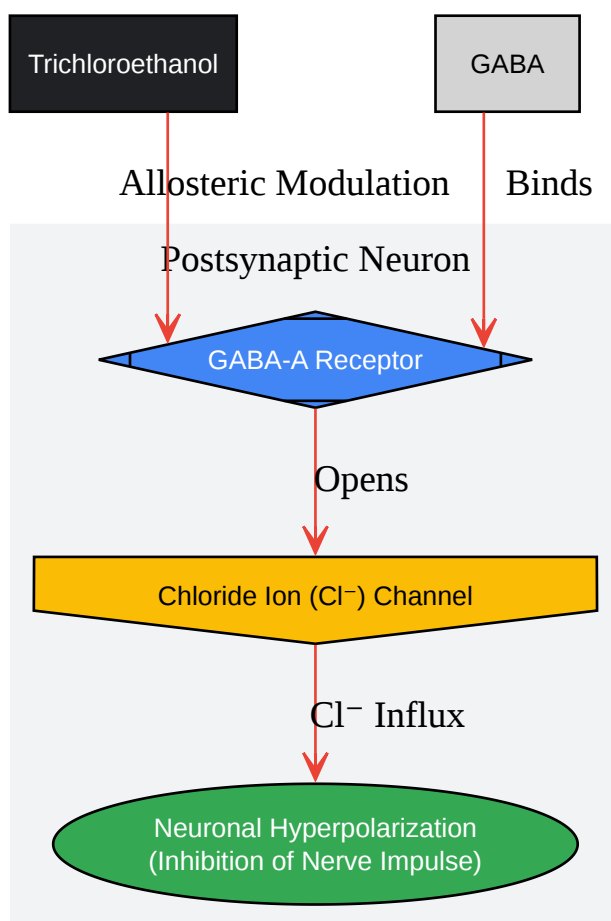 Trichloroethanol
GABA
Allosteric Modulation
Binds
Postsynaptic Neuron
GABA-A Receptor
Opens
Chloride Ion (Cl⁻) Channel
Cl⁻ Influx
Neuronal Hyperpolarization
(Inhibition of Nerve Impulse)